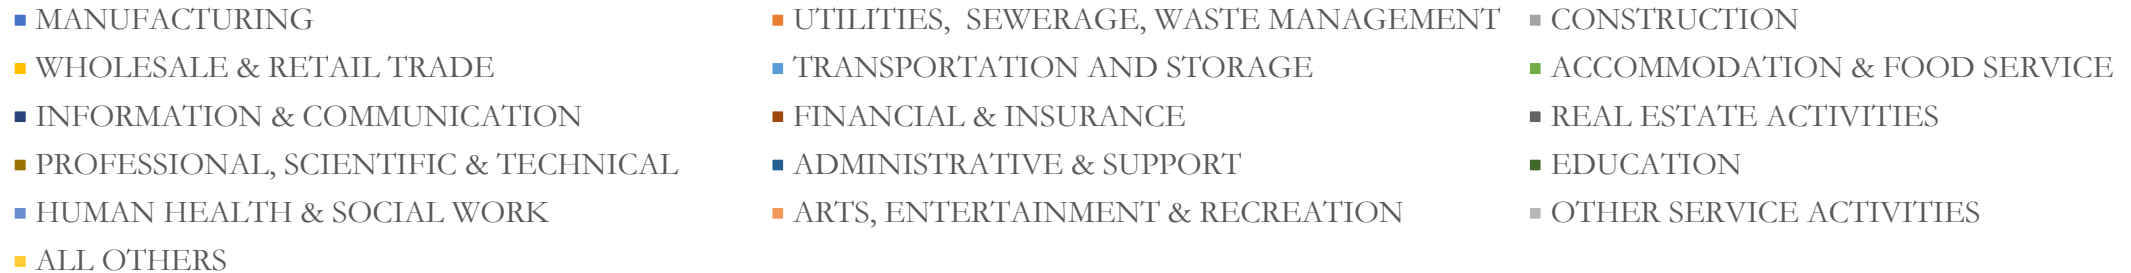 MANUFACTURING UTILITIES, SEWERAGE, WASTE MANAGEMENT CONSTRUCTION
WHOLESALE & RETAIL TRADE TRANSPORTATION AND STORAGE ACCOMMODATION & FOOD SERVICE
INFORMATION & COMMUNICATION FINANCIAL & INSURANCE REAL ESTATE ACTIVITIES
PROFESSIONAL, SCIENTIFIC & TECHNICAL ADMINISTRATIVE & SUPPORT EDUCATION
HUMAN HEALTH & SOCIAL WORK ARTS, ENTERTAINMENT & RECREATION OTHER SERVICE ACTIVITIES
ALL OTHERS